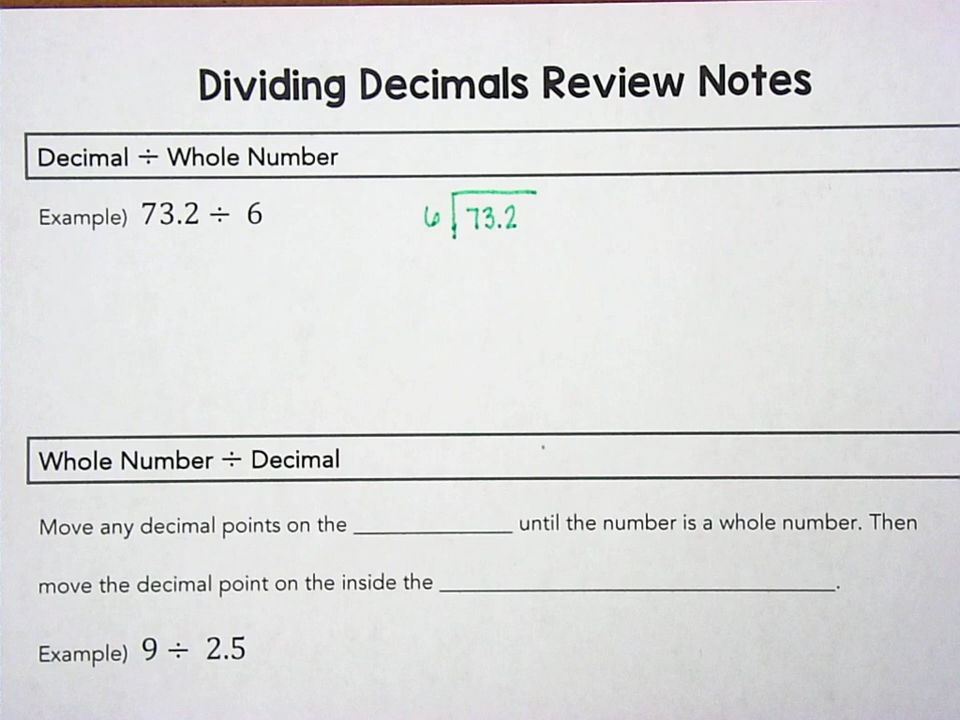 Dividing Decimals Review Notes
Decimal ÷ Whole Number
Example) 73.2 ÷ 6
6 73.2
Whole Number ÷ Decimal
Move any decimal points on the ____________ until the number is a whole number. Then
move the decimal point on the inside the ______________________________.
Example) 9 ÷ 2.5